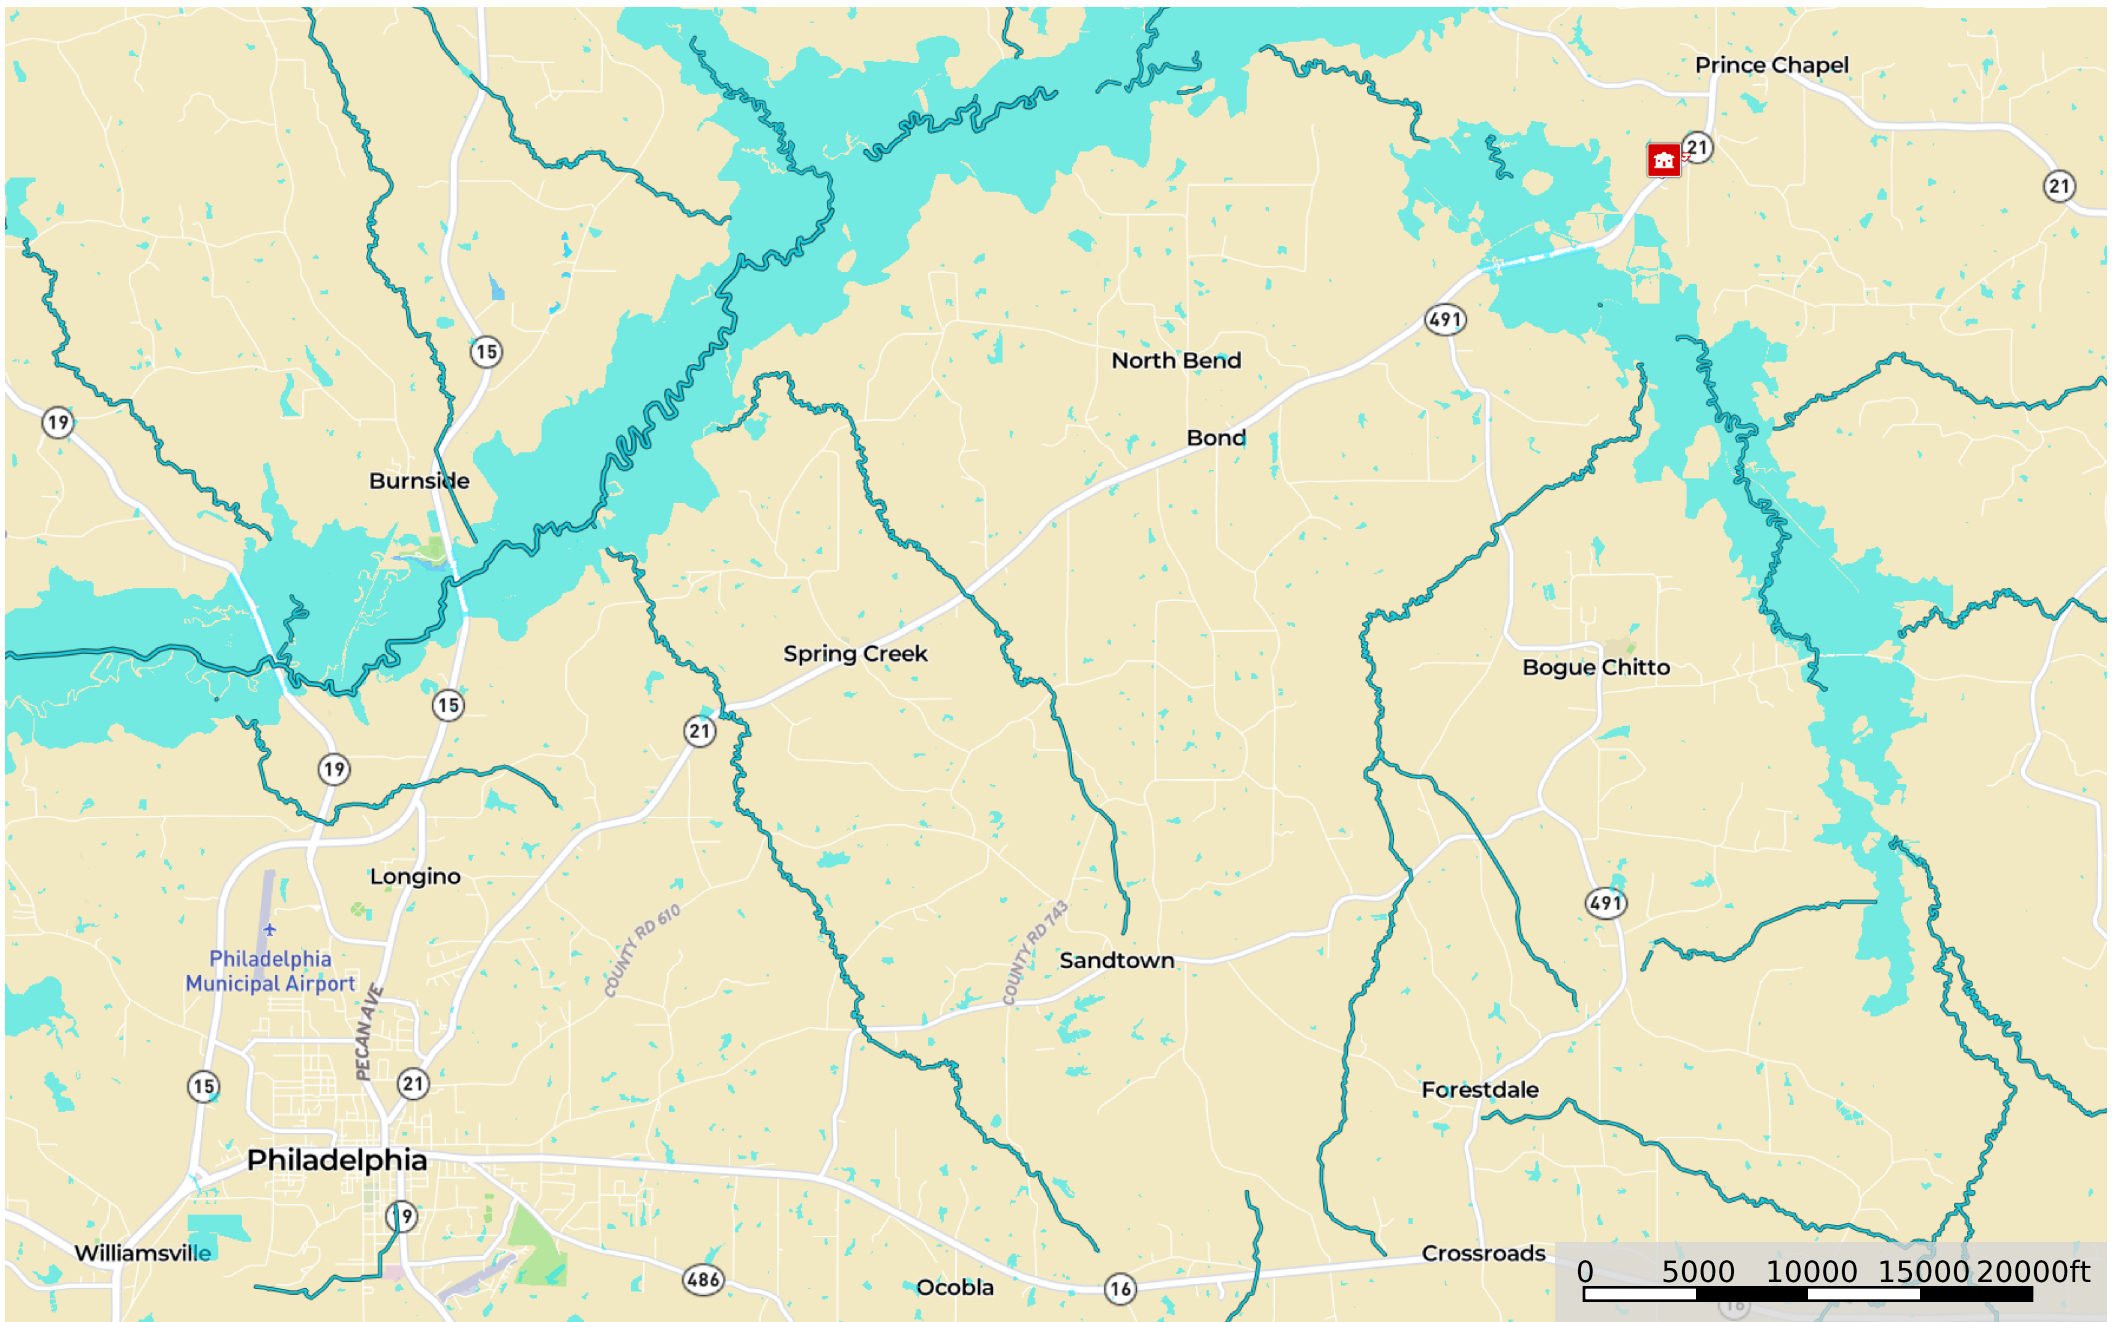 Prince Chapel
21
21
491
15
North Bend
19
Bond
Burnside
Spring Creek
Bogue Chitto
15
21
19
Longino
491
COUNTY RD 610
COUNTY RD 743
Philadelphia
Municipal Airport
Sandtown
PECAN AVE
15
21
Forestdale
Philadelphia
19
Williamsville
Crossroads
486
Ocobla
16
0 5000 10000 15000 20000ft
16